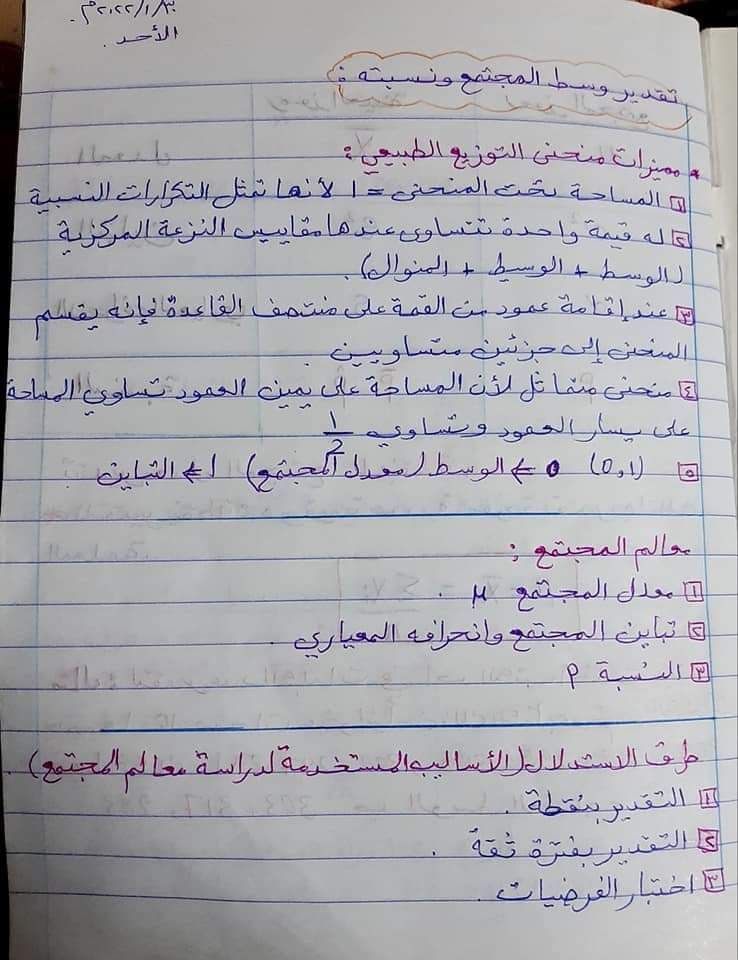 ٢٠٢٢/١/٣٠م.
الأحد.
تقدير وسط المجتمع ونسبته :
* مميزات منحنى التوزيع الطبيعي :
١ المساحة تحت المنحنى = ١ لأنها تمثل التكرارات النسبية
٢ له قيمة واحدة تتساوى عندها مقاييس النزعة المركزية
(الوسط + الوسيط + المنوال).
٣ عند إقامة عمود من القمة على منتصف القاعدة فإنه يقسم
المنحنى إلى جزئين متساويين.
٤ منحنى متماثل لأن المساحة على يمين العمود تساوي المساحة
على يسار العمود وتساوي 1/2
٥ (0,1) 0 ← الوسط (معدل المجتمع) 1 ← التباين
معالم المجتمع :
١ معدل المجتمع μ .
٢ تباين المجتمع وانحرافه المعياري .
٣ النسبة P
طرق الاستدلال (الأساليب المستخدمة لدراسة معالم المجتمع).
١ التقدير بنقطة .
٢ التقدير بفترة ثقة .
٣ اختبار الفرضيات .